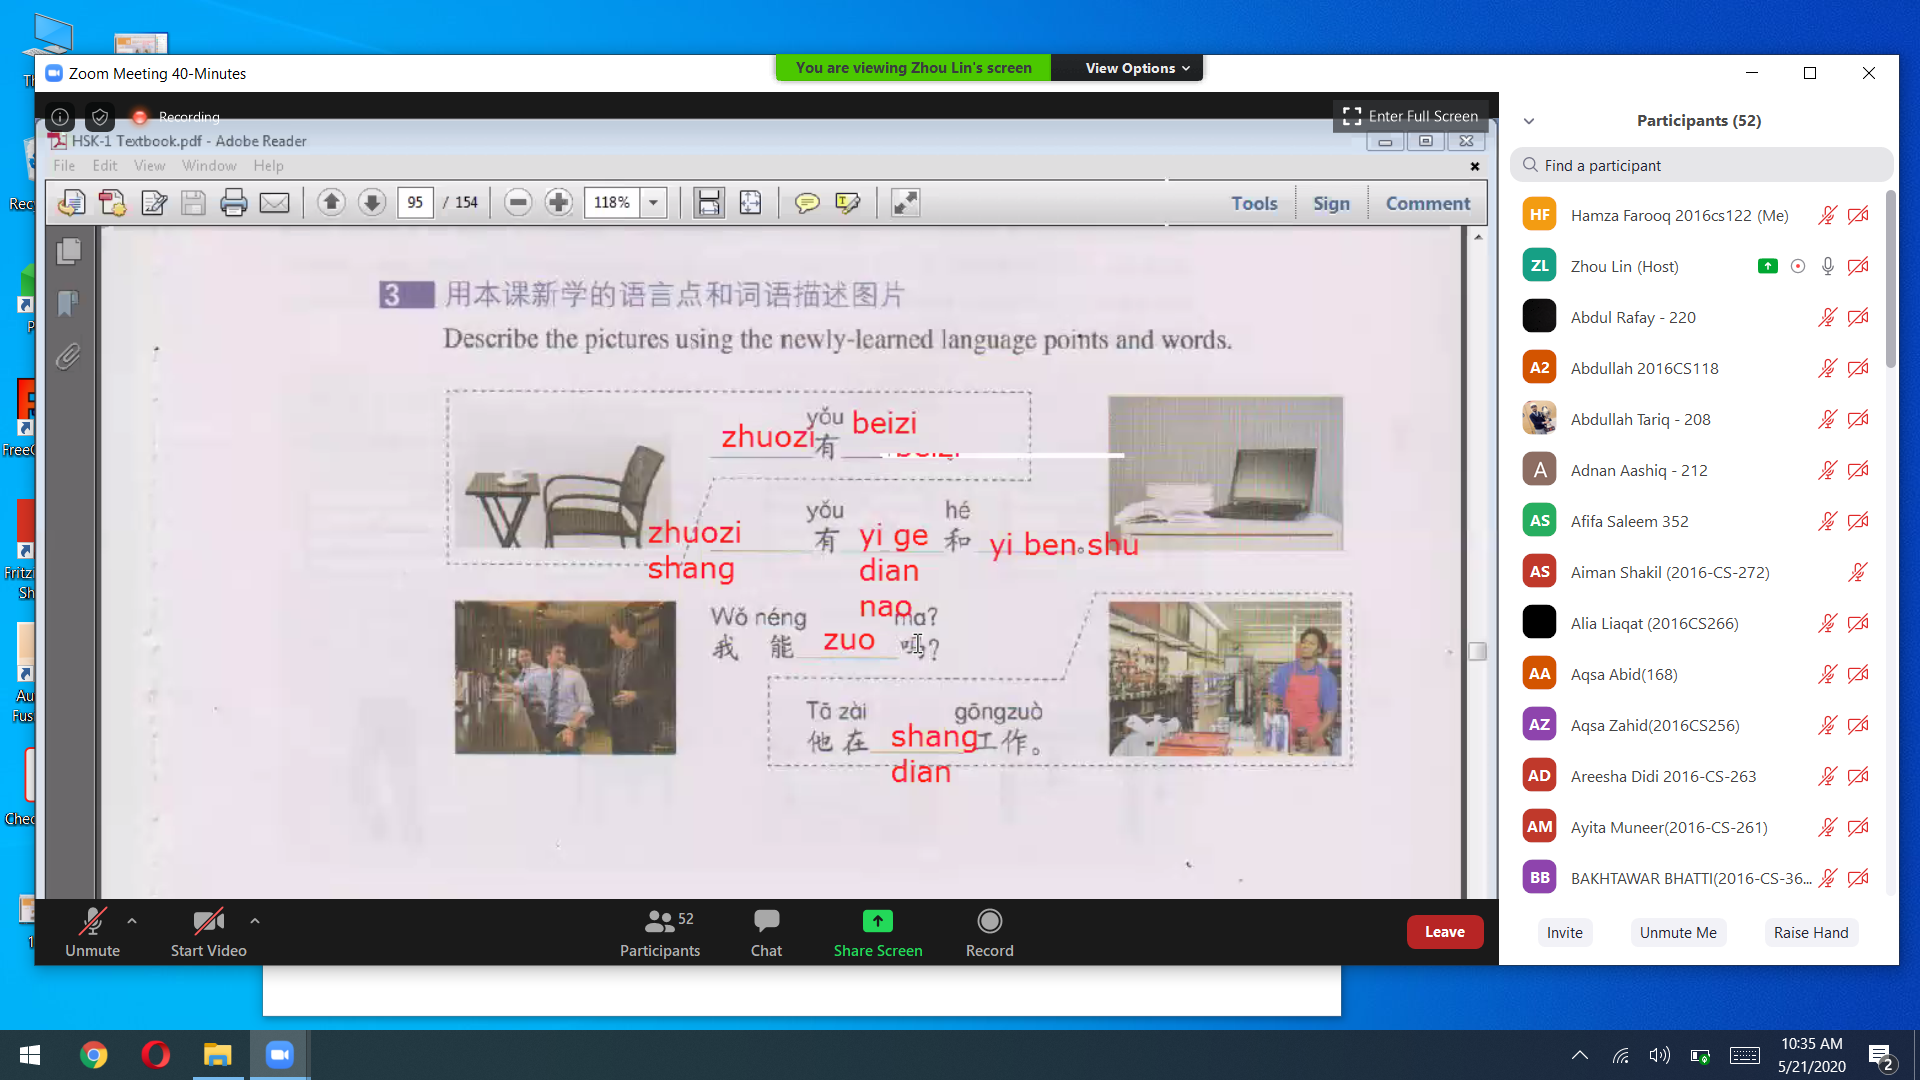 Zoom Meeting 40-Minutes
You are viewing Zhou Lin's screen
View Options
Recording
Enter Full Screen
HSK-1 Textbook.pdf - Adobe Reader
File Edit View Window Help
95 / 154
118%
Tools Sign Comment
3 用本课新学的语言点和词语描述图片
Describe the pictures using the newly-learned language points and words.
yǒu
zhuozi 有 beizi
yǒu hé
zhuozi 有 yi ge 和 yi ben shu 。
shang dian
nao
Wǒ néng ma?
我 能 zuo 吗?
Tā zài gōngzuò
他 在 shang 工作。
dian
Participants (52)
Find a participant
HF Hamza Farooq 2016cs122 (Me)
ZL Zhou Lin (Host)
Abdul Rafay - 220
A2 Abdullah 2016CS118
Abdullah Tariq - 208
A Adnan Aashiq - 212
AS Afifa Saleem 352
AS Aiman Shakil (2016-CS-272)
Alia Liaqat (2016CS266)
AA Aqsa Abid(168)
AZ Aqsa Zahid(2016CS256)
AD Areesha Didi 2016-CS-263
AM Ayita Muneer(2016-CS-261)
BB BAKHTAWAR BHATTI(2016-CS-36...
Invite Unmute Me Raise Hand
Unmute
Start Video
52
Participants
Chat
Share Screen
Record
Leave
10:35 AM
5/21/2020
2